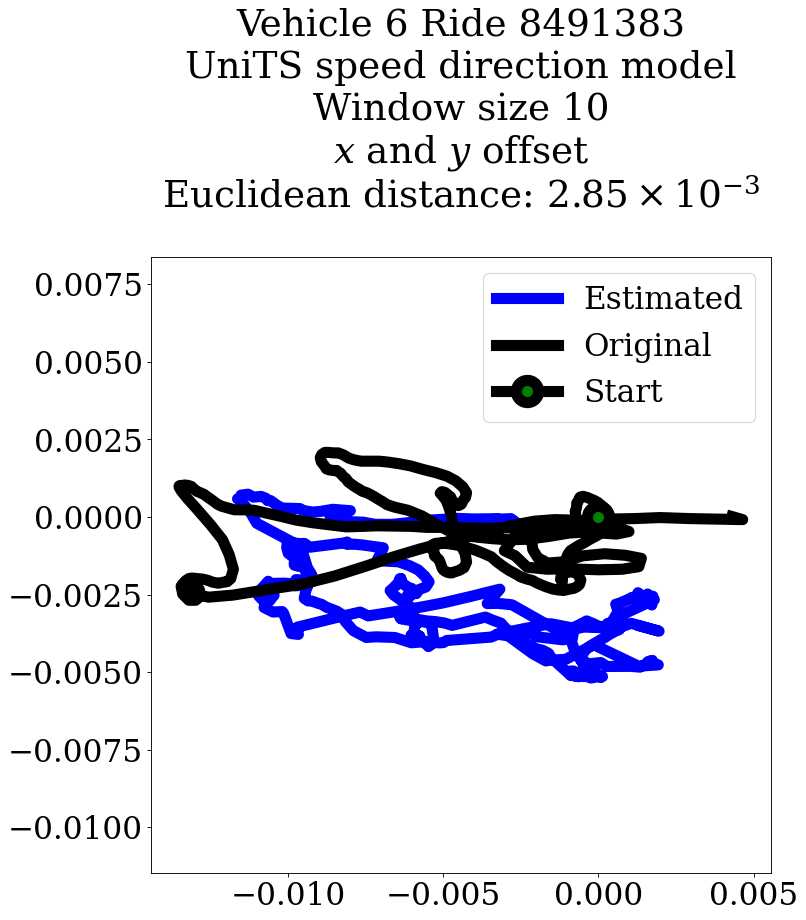 Vehicle 6 Ride 8491383
UniTS speed direction model
Window size 10
x and y offset
Euclidean distance: 2.85 × 10⁻³
Estimated
Original
Start
0.0075
0.0050
0.0025
0.0000
−0.0025
−0.0050
−0.0075
−0.0100
−0.010 −0.005 0.000 0.005